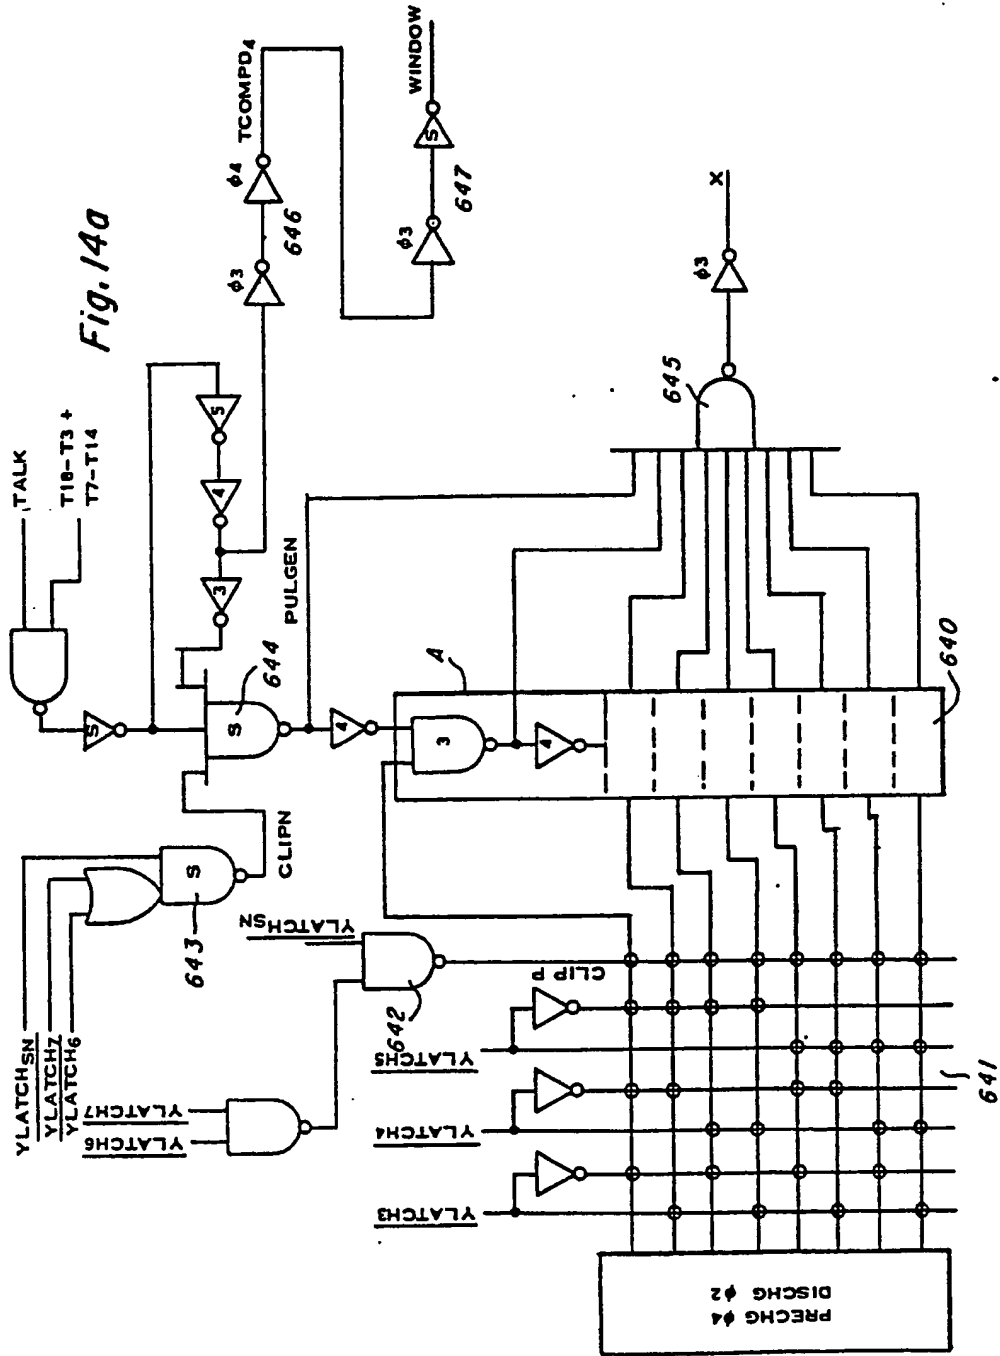 Fig. 14a
TALK
T18-T3 +
T7-T14
S
5
4
3
φ3
646
φ4
TCOMPD4
φ3
647
5
WINDOW
YLATCHSN
YLATCH7
YLATCH6
643
S
CLIPN
S
644
PULGEN
4
A
3
4
640
645
φ3
X
YLATCH7
YLATCH6
YLATCHSN
642
CLIP P
YLATCH5
YLATCH4
YLATCH3
641
PRECHG φ4
DISCHG φ2